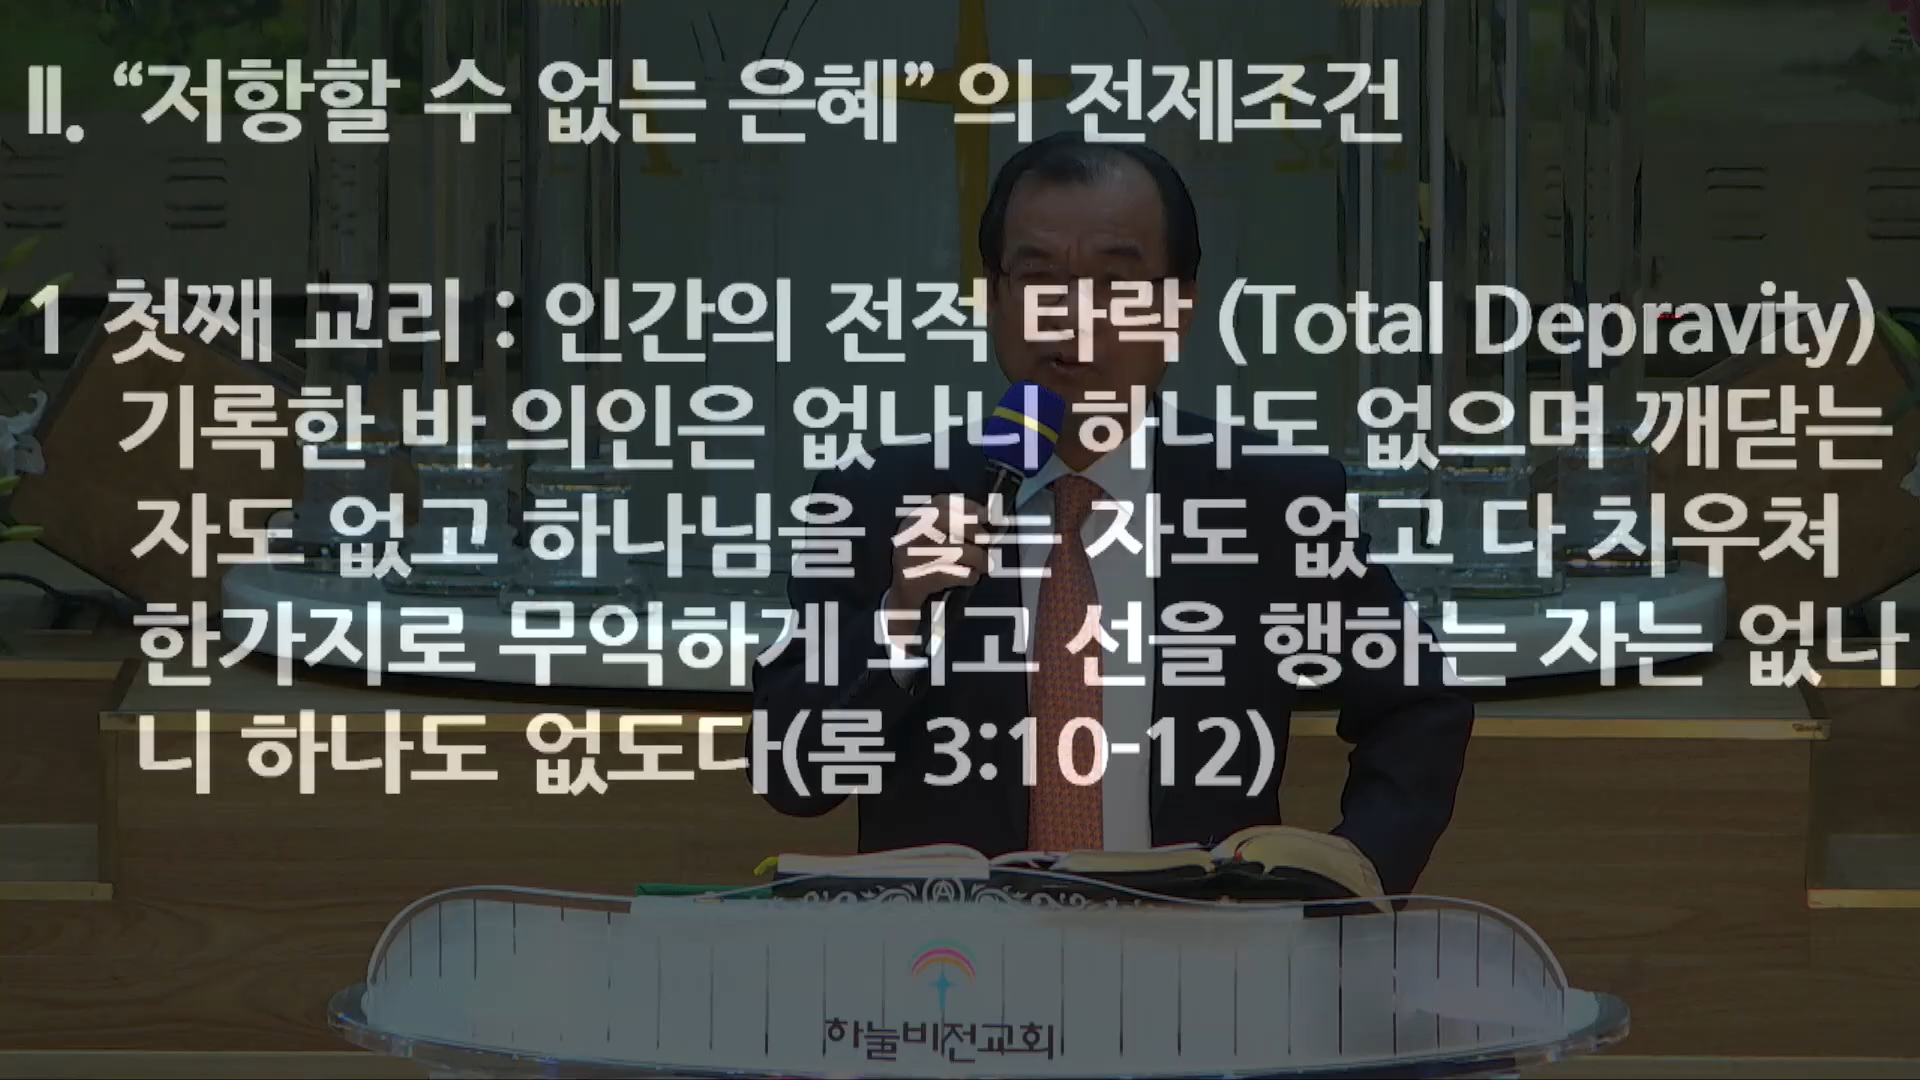 II. “저항할 수 없는 은혜” 의 전제조건
1 첫째 교리 : 인간의 전적 타락 (Total Depravity)
기록한 바 의인은 없나니 하나도 없으며 깨닫는
자도 없고 하나님을 찾는 자도 없고 다 치우쳐
한가지로 무익하게 되고 선을 행하는 자는 없나
니 하나도 없도다(롬 3:10-12)
하늘비전교회